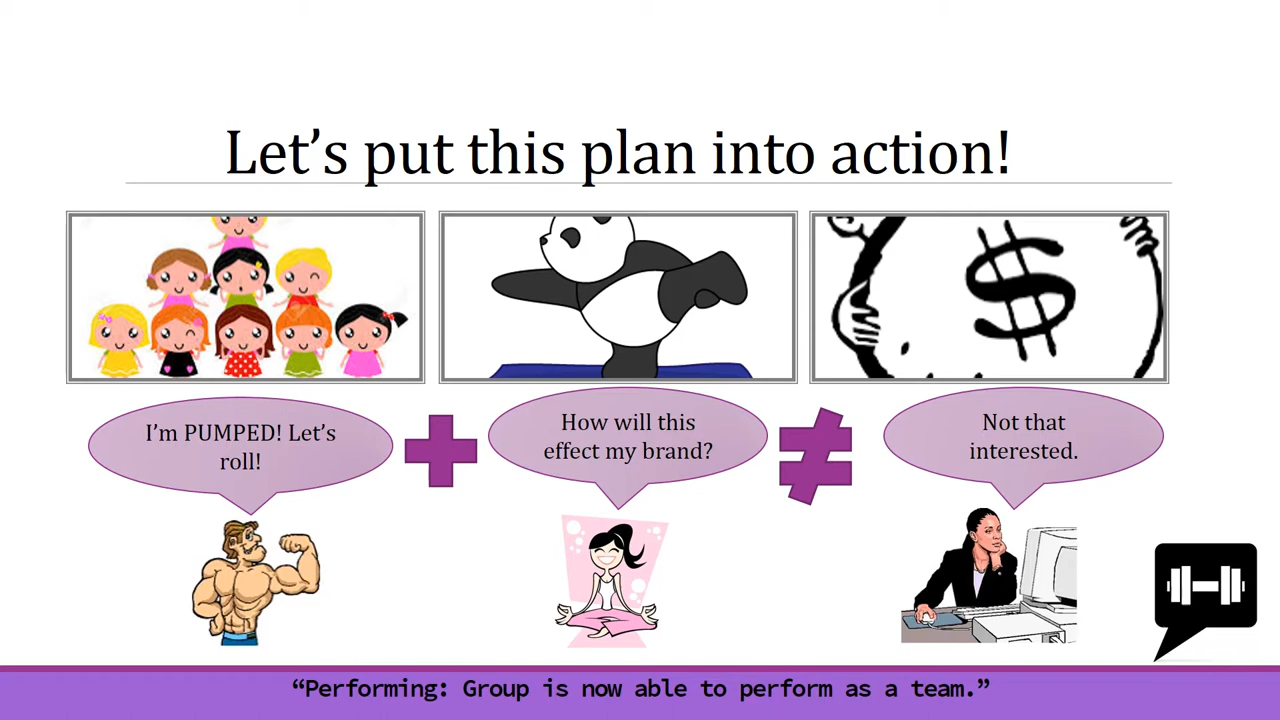 Let’s put this plan into action!
I’m PUMPED! Let’s
roll!
How will this
effect my brand?
Not that
interested.
“Performing: Group is now able to perform as a team.”